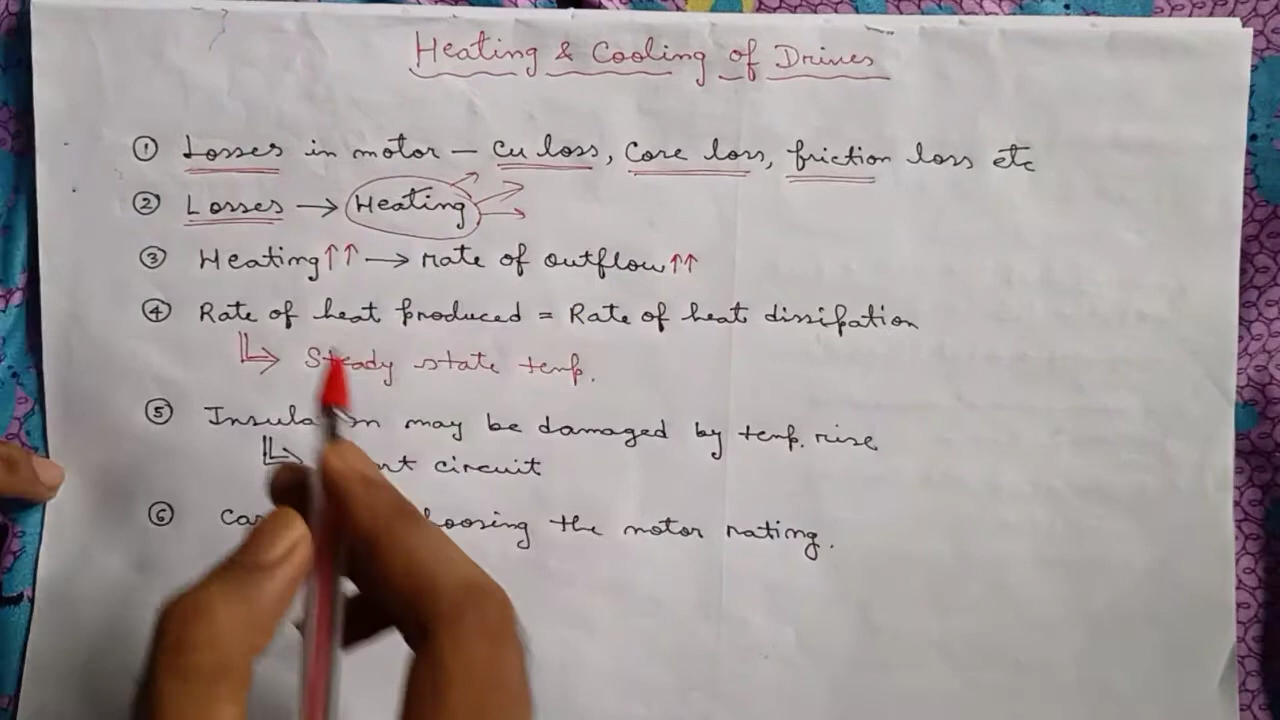 Heating & Cooling of Drives
① Losses in motor — Cu loss, Core loss, friction loss etc
② Losses → Heating
③ Heating ↑↑ → rate of outflow ↑↑
④ Rate of heat produced = Rate of heat dissipation
Steady state temp.
⑤ may be damaged by temp. rise
circuit
⑥ the motor rating.